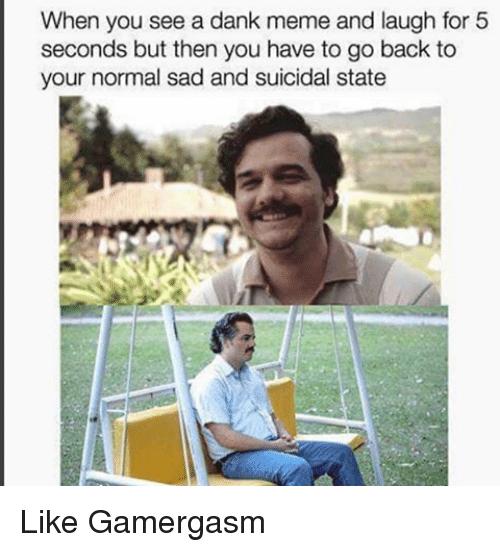 When you see a dank meme and laugh for 5
seconds but then you have to go back to
your normal sad and suicidal state
Like Gamergasm